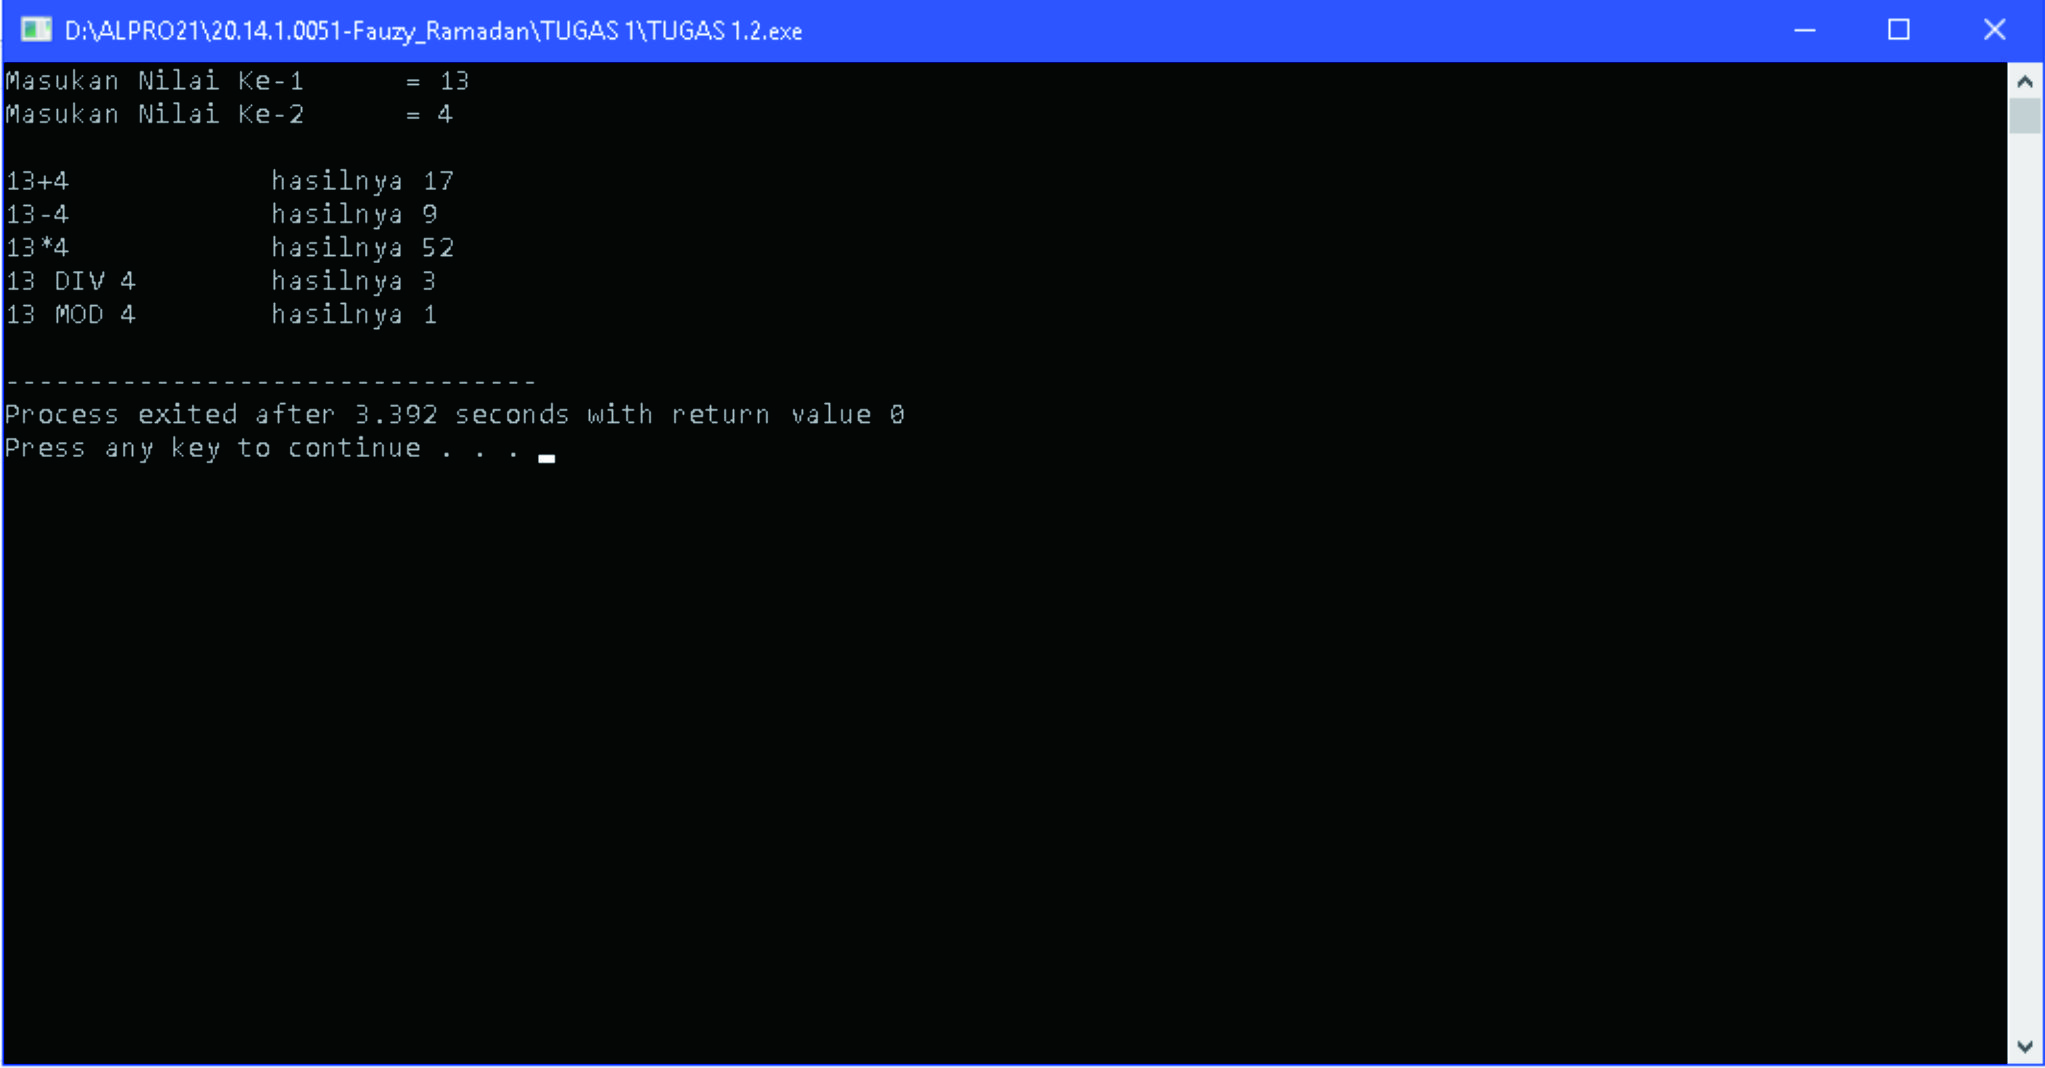 D:\ALPRO21\20.14.1.0051-Fauzy_Ramadan\TUGAS 1\TUGAS 1.2.exe
Masukan Nilai Ke-1 = 13
Masukan Nilai Ke-2 = 4
13+4 hasilnya 17
13-4 hasilnya 9
13*4 hasilnya 52
13 DIV 4 hasilnya 3
13 MOD 4 hasilnya 1
--------------------------------
Process exited after 3.392 seconds with return value 0
Press any key to continue . . .